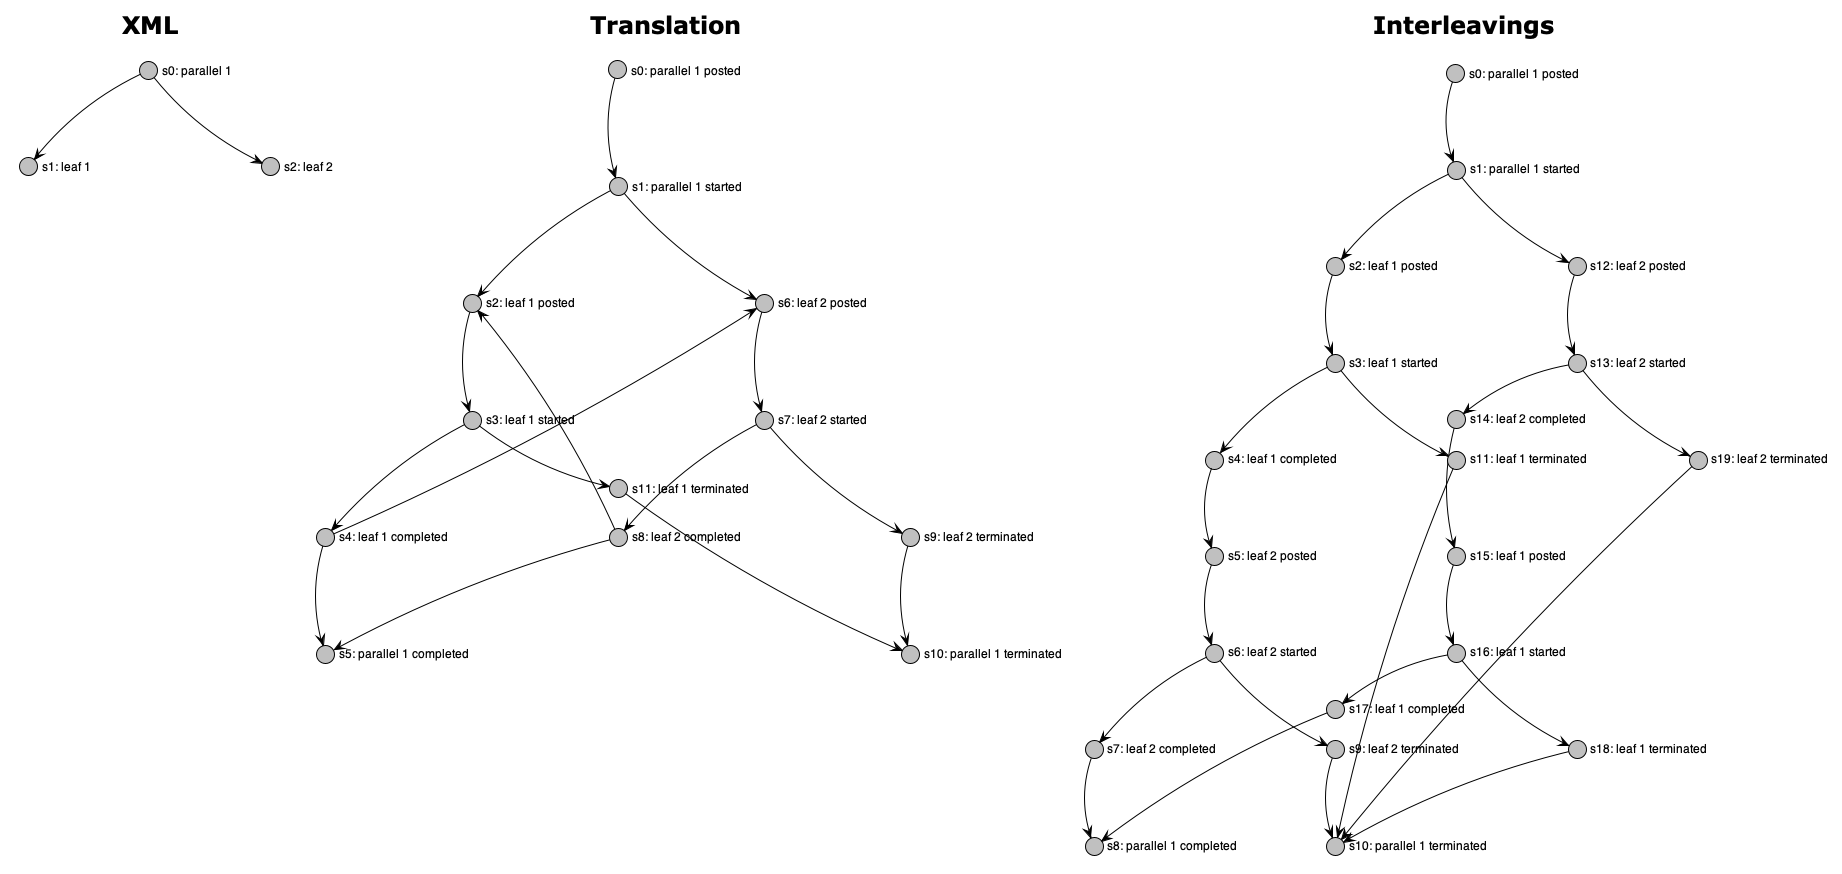 XML
s0: parallel 1
s1: leaf 1
s2: leaf 2
Translation
s0: parallel 1 posted
s1: parallel 1 started
s2: leaf 1 posted
s6: leaf 2 posted
s3: leaf 1 started
s7: leaf 2 started
s11: leaf 1 terminated
s4: leaf 1 completed
s8: leaf 2 completed
s9: leaf 2 terminated
s5: parallel 1 completed
s10: parallel 1 terminated
Interleavings
s0: parallel 1 posted
s1: parallel 1 started
s2: leaf 1 posted
s12: leaf 2 posted
s3: leaf 1 started
s13: leaf 2 started
s14: leaf 2 completed
s4: leaf 1 completed
s11: leaf 1 terminated
s19: leaf 2 terminated
s5: leaf 2 posted
s15: leaf 1 posted
s6: leaf 2 started
s16: leaf 1 started
s17: leaf 1 completed
s7: leaf 2 completed
s9: leaf 2 terminated
s18: leaf 1 terminated
s8: parallel 1 completed
s10: parallel 1 terminated